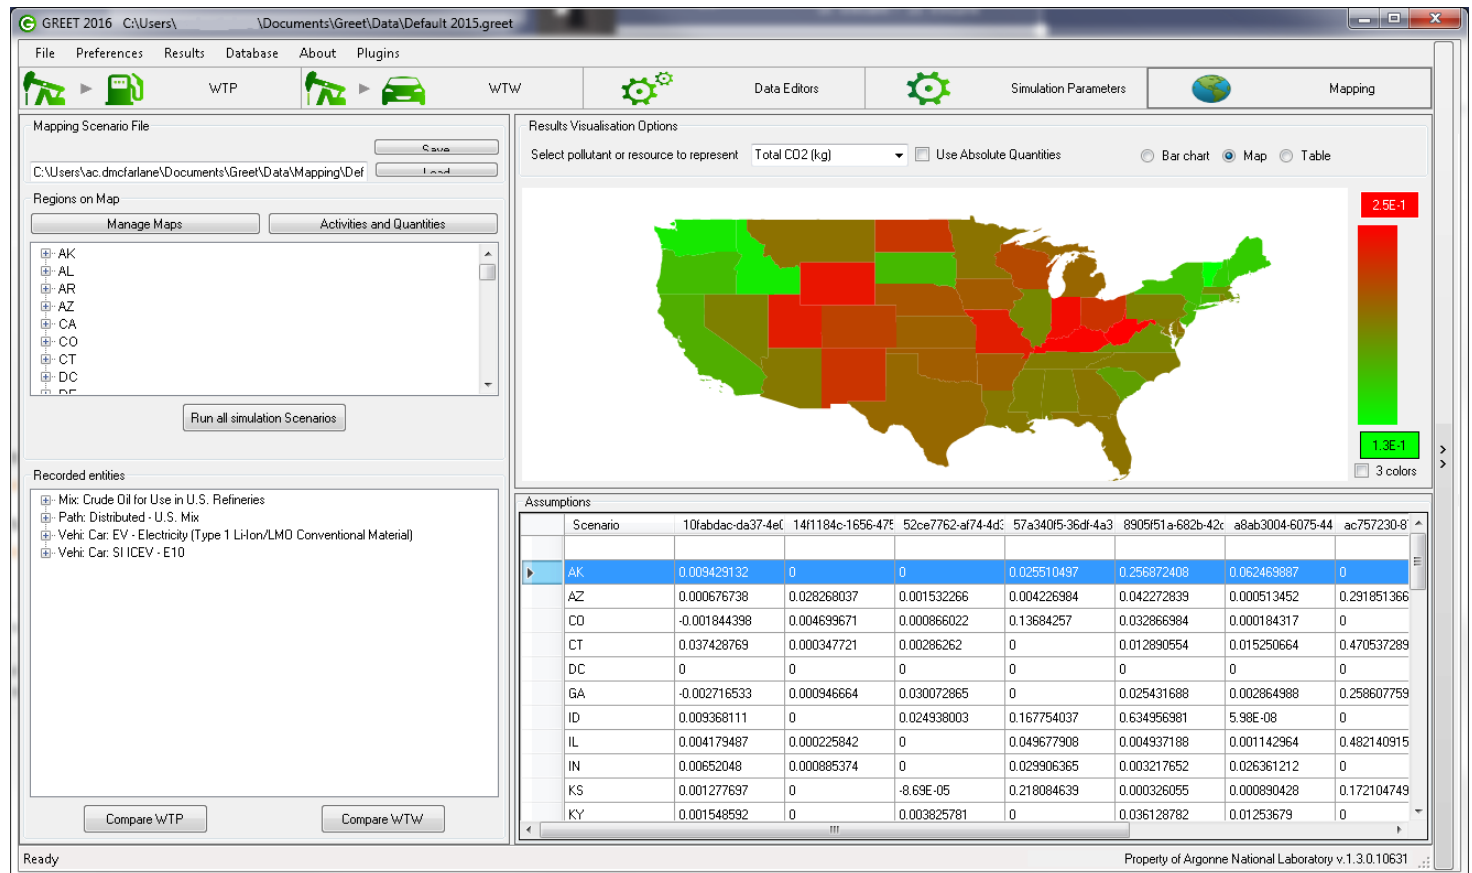 GREET 2016 C:\Users\ \Documents\Greet\Data\Default 2015.greet
File Preferences Results Database About Plugins
WTP WTW Data Editors Simulation Parameters Mapping
Mapping Scenario File
Save
C:\Users\ac.dmcfarlane\Documents\Greet\Data\Mapping\Def Load
Regions on Map
Manage Maps Activities and Quantities
AK
AL
AR
AZ
CA
CO
CT
DC
DE
Run all simulation Scenarios
Recorded entities
Mix: Crude Oil for Use in U.S. Refineries
Path: Distributed - U.S. Mix
Vehi: Car: EV - Electricity (Type 1 Li-Ion/LMO Conventional Material)
Vehi: Car: SI ICEV - E10
Compare WTP Compare WTW
Results Visualisation Options
Select pollutant or resource to represent Total CO2 (kg) Use Absolute Quantities Bar chart Map Table
2.5E-1
1.3E-1
3 colors
Assumptions
Scenario 10fabdac-da37-4e( 14f1184c-1656-475 52ce7762-af74-4d3 57a340f5-36df-4a3 8905f51a-682b-42c a8ab3004-6075-44 ac757230-8
AK 0.009429132 0 0 0.025510497 0.256872408 0.062469887 0
AZ 0.000676738 0.028268037 0.001532266 0.004226984 0.042272839 0.000513452 0.291851366
CO -0.001844398 0.004699671 0.000866022 0.13684257 0.032866984 0.000184317 0
CT 0.037428769 0.000347721 0.00286262 0 0.012890554 0.015250664 0.470537289
DC 0 0 0 0 0 0 0
GA -0.002716533 0.000946664 0.030072865 0 0.025431688 0.002864988 0.258607759
ID 0.009368111 0 0.024938003 0.167754037 0.634956981 5.98E-08 0
IL 0.004179487 0.000225842 0 0.049677908 0.004937188 0.001142964 0.482140915
IN 0.00652048 0.000885374 0 0.029906365 0.003217652 0.026361212 0
KS 0.001277697 0 -8.69E-05 0.218084639 0.000326055 0.000890428 0.172104749
KY 0.001548592 0 0.003825781 0 0.036128782 0.01253679 0
Ready Property of Argonne National Laboratory v.1.3.0.10631